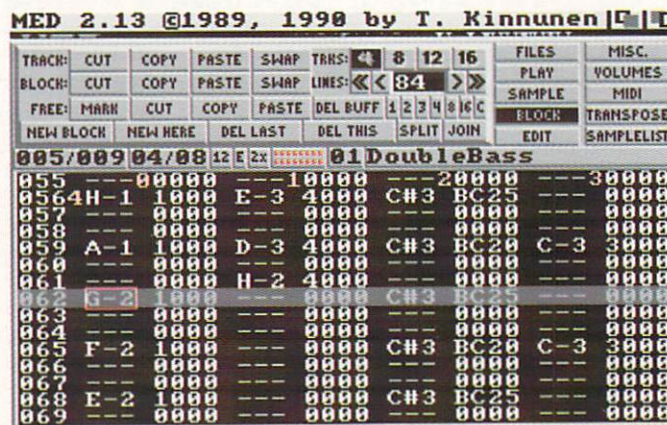 MED 2.13 ©1989, 1990 by T. Kinnunen
TRACK: CUT COPY PASTE SWAP TRKS: 4 8 12 16 FILES MISC.
BLOCK: CUT COPY PASTE SWAP LINES: 84 PLAY VOLUMES
FREE: MARK CUT COPY PASTE DEL BUFF 1 2 3 4 8 16 C SAMPLE MIDI
NEW BLOCK NEW HERE DEL LAST DEL THIS SPLIT JOIN BLOCK TRANSPOSE
EDIT SAMPLELIST
005/009 04/08 12 E 2x 01 DoubleBass
055 --- 00000 --- 10000 --- 20000 --- 30000
056 4H-1 1000 E-3 4000 C#3 BC25 --- 0000
057 --- 0000 --- 0000 --- 0000 --- 0000
058 --- 0000 --- 0000 --- 0000 --- 0000
059 A-1 1000 D-3 4000 C#3 BC20 C-3 3000
060 --- 0000 --- 0000 --- 0000 --- 0000
061 --- 0000 H-2 4000 --- 0000 --- 0000
062 G-2 1000 --- 0000 C#3 BC25 --- 0000
063 --- 0000 --- 0000 --- 0000 --- 0000
064 --- 0000 --- 0000 --- 0000 --- 0000
065 F-2 1000 --- 0000 C#3 BC20 C-3 3000
066 --- 0000 --- 0000 --- 0000 --- 0000
067 --- 0000 --- 0000 --- 0000 --- 0000
068 E-2 1000 --- 0000 C#3 BC25 --- 0000
069 --- 0000 --- 0000 --- 0000 --- 0000